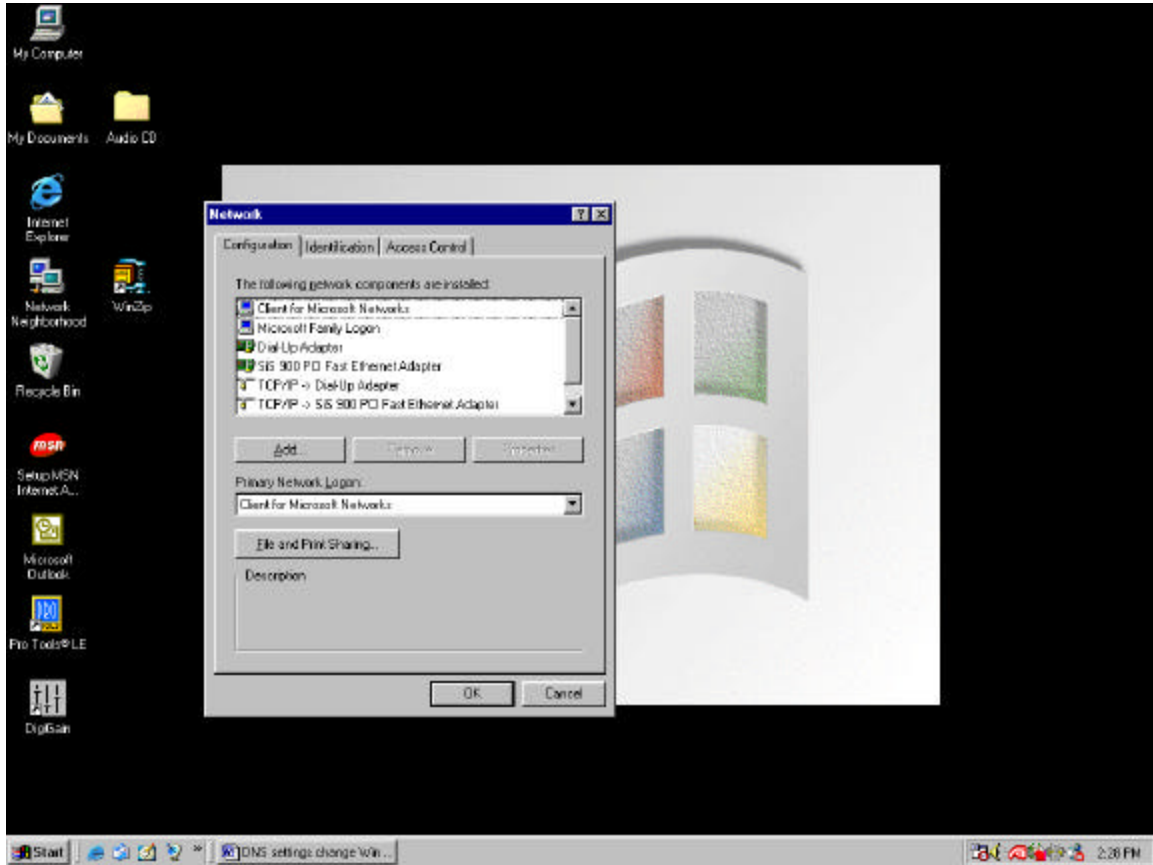 My Computer
My Documents
Audio CD
Internet
Explorer
Network
Neighborhood
WinZip
Recycle Bin
msn
Setup MSN
Internet A...
Microsoft
Outlook
Pro Tools® LE
DigiGain
Network
Configuration
Identification
Access Control
The following network components are installed:
Client for Microsoft Networks
Microsoft Family Logon
Dial-Up Adapter
SiS 900 PCI Fast Ethernet Adapter
TCP/IP -> Dial-Up Adapter
TCP/IP -> SiS 900 PCI Fast Ethernet Adapter
Add...
Remove
Properties
Primary Network Logon:
Client for Microsoft Networks
File and Print Sharing...
Description
OK
Cancel
Start
DNS settings change Win ...
2:28 PM